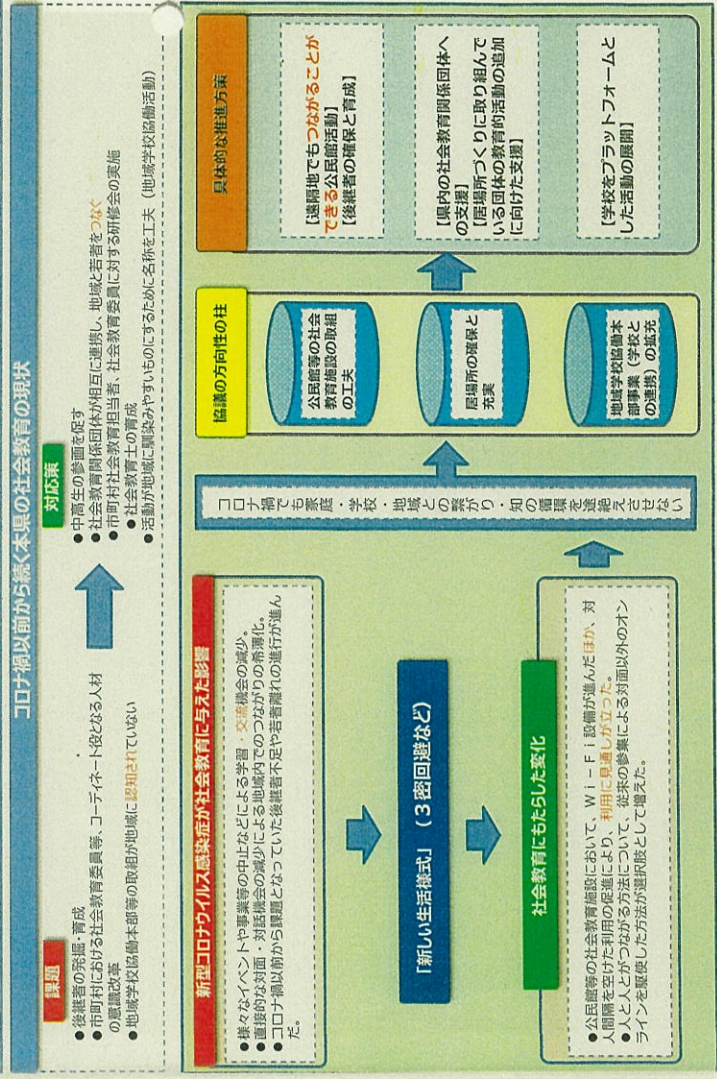 コロナ禍以前から続く本県の社会教育の現状
課題
●後継者の発掘・育成
●市町村における社会教育委員等、コーディネート役となる人材
の意識改革
●地域学校協働本部等の取組が地域に認知されていない
対応策
●中高生の参画を促す
●社会教育関係団体が相互に連携し、地域と若者をつなぐ
●市町村社会教育担当者・社会教育委員に対する研修会の実施
●社会教育士の育成
●活動が地域に馴染みやすいものにするために名称を工夫（地域学校協働活動）
新型コロナウイルス感染症が社会教育に与えた影響
●様々なイベントや事業等の中止などによる学習・交流機会の減少。
●直接的な対面・対話機会の減少による地域内でのつながりの希薄化。
●コロナ禍以前から課題となっていた後継者不足や若者離れの進行が進ん
だ。
「新しい生活様式」（３密回避など）
社会教育にもたらした変化
●公民館等の社会教育施設において、Ｗｉ－Ｆｉ設備が進んだほか、対
人間隔を空けた利用の促進により、利用に見通しが立った。
●人と人とがつながる方法について、従来の参集による対面以外のオン
ラインを駆使した方法が選択肢として増えた。
コロナ禍でも家庭・学校・地域との繋がり・知の循環を途絶えさせない
協議の方向性の柱
公民館等の社会
教育施設の取組
の工夫
居場所の確保と
充実
地域学校協働本
部事業（学校と
の連携）の拡充
具体的な推進方策
【遠隔地でもつながることが
できる公民館活動】
【後継者の確保と育成】
【県内の社会教育関係団体へ
の支援】
【居場所づくりに取り組んで
いる団体の教育的活動の追加
に向けた支援】
【学校をプラットフォームと
した活動の展開】